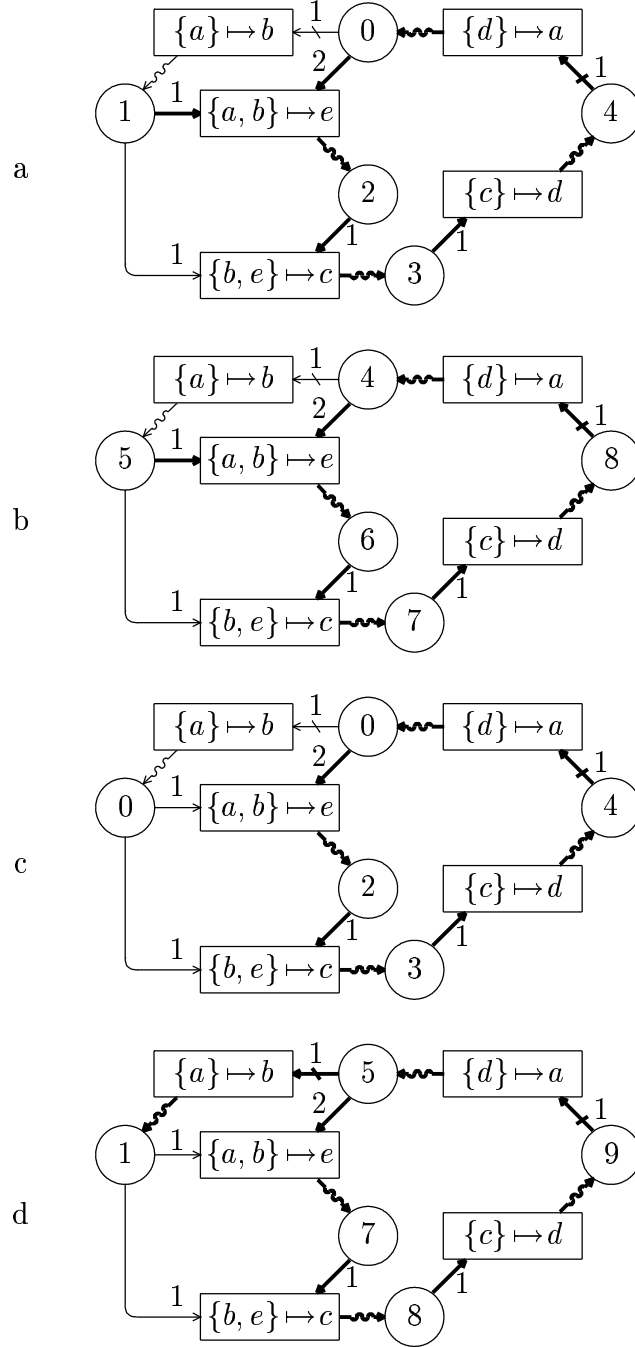 1
{a} ↦ b 0 {d} ↦ a
2 1
1 1 {a, b} ↦ e 4
a
2 {c} ↦ d
1 1
1 {b, e} ↦ c 3
1
{a} ↦ b 4 {d} ↦ a
2 1
5 1 {a, b} ↦ e 8
b
6 {c} ↦ d
1 1
1 {b, e} ↦ c 7
1
{a} ↦ b 0 {d} ↦ a
2 1
0 1 {a, b} ↦ e 4
c
2 {c} ↦ d
1 1
1 {b, e} ↦ c 3
1
{a} ↦ b 5 {d} ↦ a
2 1
1 1 {a, b} ↦ e 9
d
7 {c} ↦ d
1 1
1 {b, e} ↦ c 8